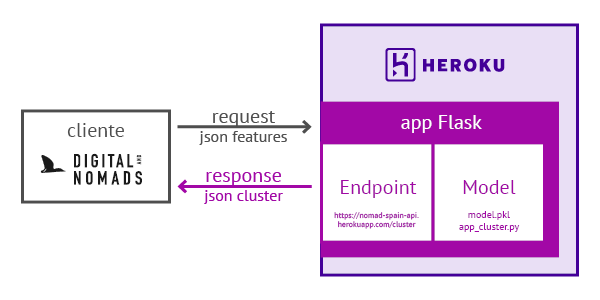 cliente
DIGITAL AND
NOMADS
request
json features
response
json cluster
HEROKU
app Flask
Endpoint
https://nomad-spain-api.
herokuapp.com/cluster
Model
model.pkl
app_cluster.py